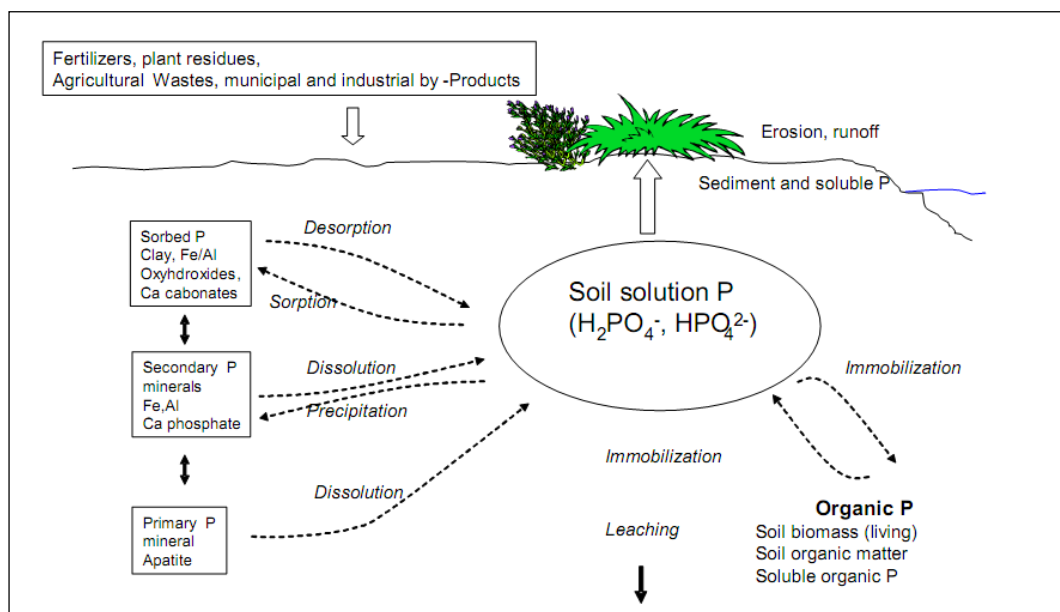 Fertilizers, plant residues,
Agricultural Wastes, municipal and industrial by -Products
Erosion, runoff
Sediment and soluble P
Sorbed P
Clay, Fe/Al
Oxyhdroxides,
Ca cabonates
Desorption
Sorption
Soil solution P
(H₂PO₄⁻, HPO₄²⁻)
Secondary P
minerals
Fe,Al
Ca phosphate
Dissolution
Precipitation
Immobilization
Immobilization
Primary P
mineral
Apatite
Dissolution
Leaching
Organic P
Soil biomass (living)
Soil organic matter
Soluble organic P